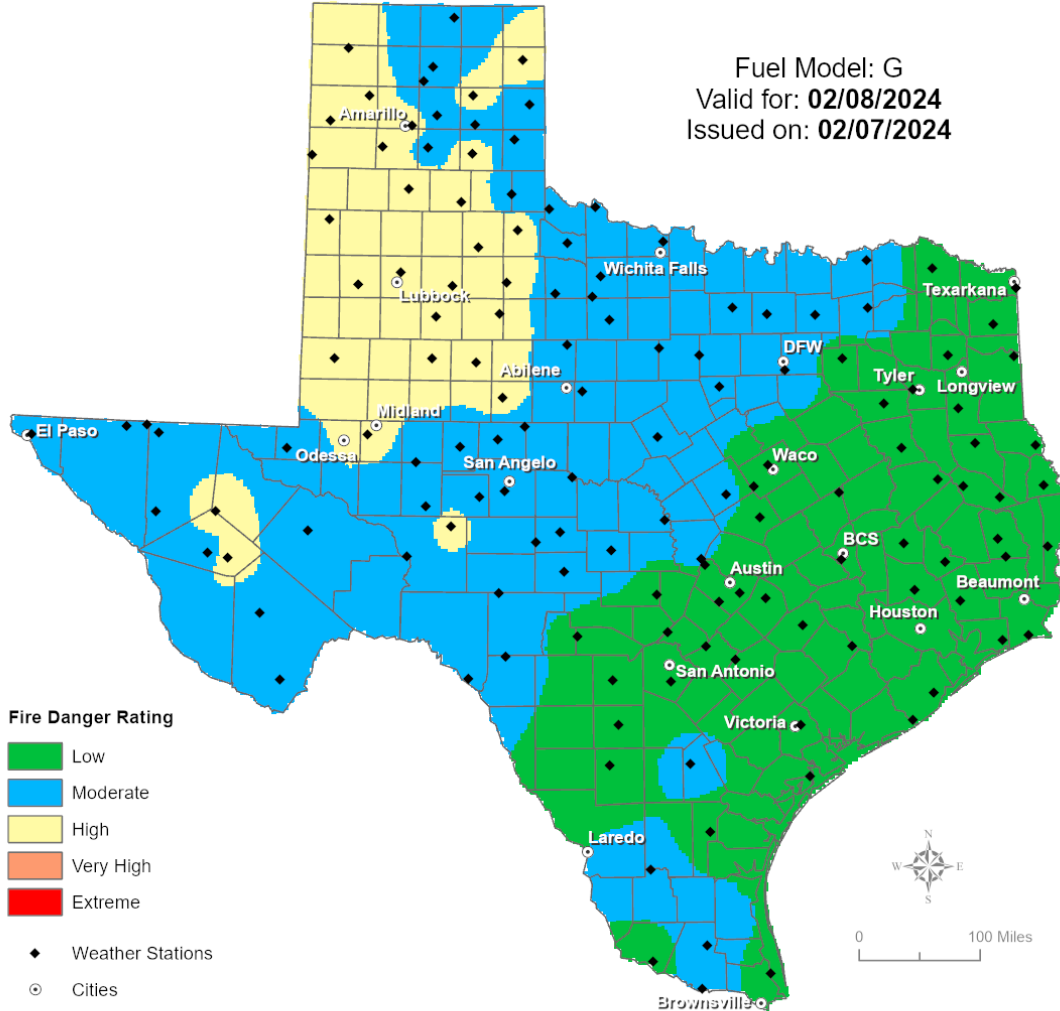 Fuel Model: G
Valid for: 02/08/2024
Issued on: 02/07/2024
Amarillo
Wichita Falls
Lubbock
Texarkana
DFW
Abilene
Tyler
Longview
Midland
El Paso
Odessa
San Angelo
Waco
BCS
Austin
Beaumont
Houston
San Antonio
Victoria
Laredo
Brownsville
Fire Danger Rating
Low
Moderate
High
Very High
Extreme
Weather Stations
Cities
N
W E
S
0 100 Miles